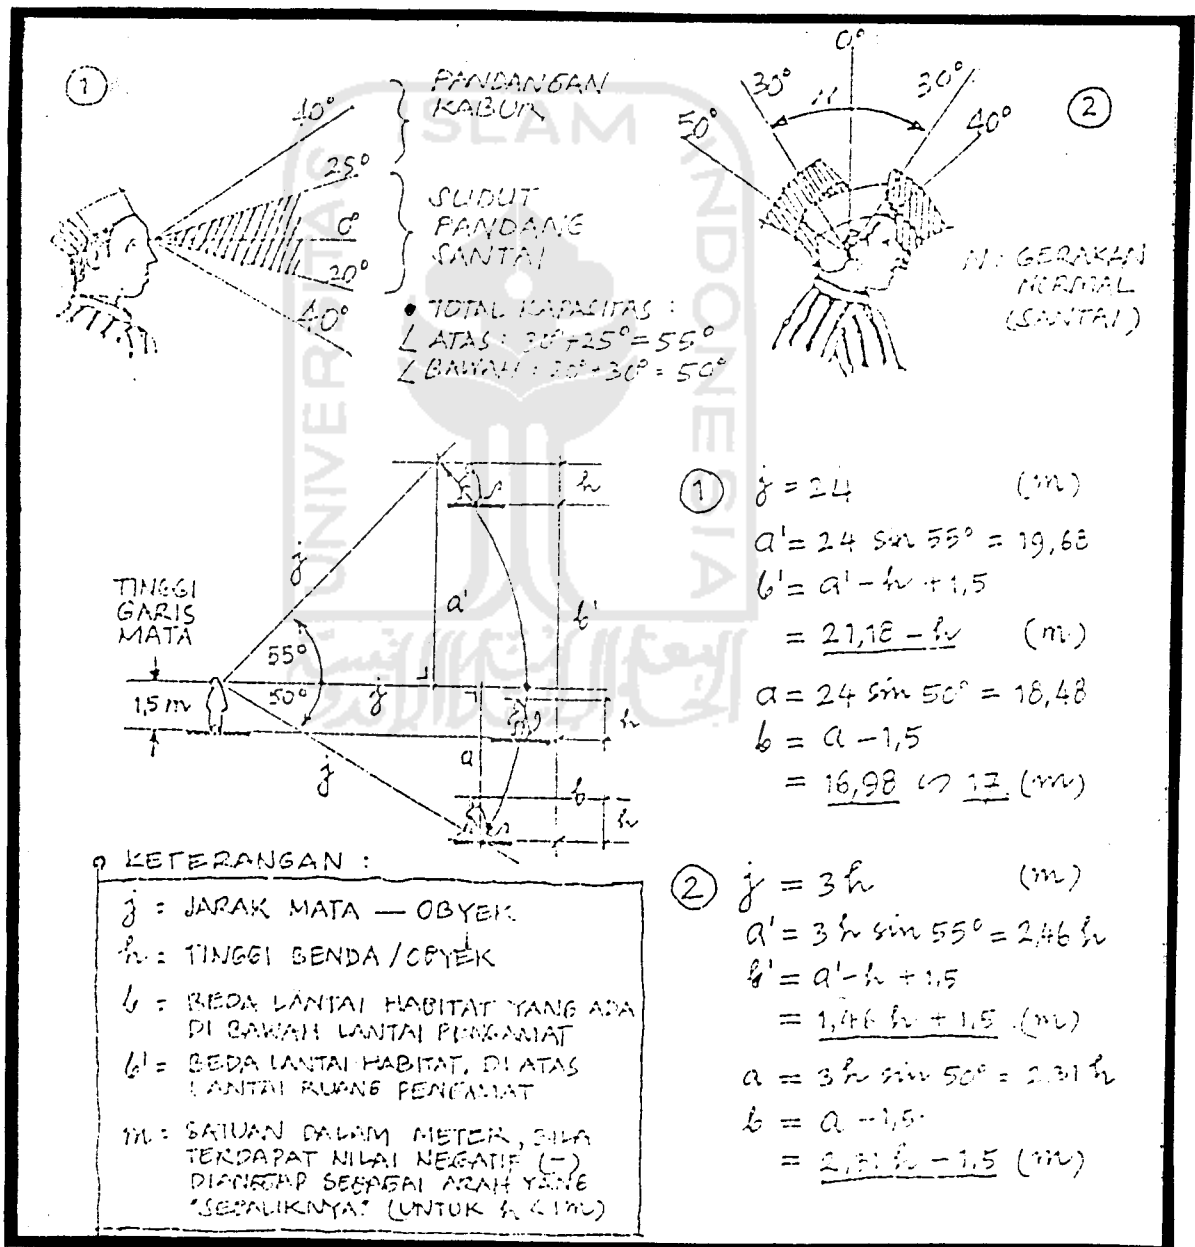 ①
PANDANGAN
KABUR
40°
25°
0°
20°
40°
SUDUT
PANDANG
SANTAI
• TOTAL KAPASITAS :
∠ ATAS : 30°+25° = 55°
∠ BAWAH : 20°+30° = 50°
②
0°
30°
N
30°
50°
40°
N : GERAKAN
NORMAL
(SANTAI)
UNIVERSITAS
ISLAM
INDONESIA
TINGGI
GARIS
MATA
1,5 m
55°
50°
j
j
j
a'
a
h
b'
h
b
h
① j = 24 (m)
a' = 24 sin 55° = 19,68
b' = a' - h + 1,5
= 21,18 - h (m)
a = 24 sin 50° = 18,48
b = a - 1,5
= 16,98 ∽ 17 (m)
② j = 3h (m)
a' = 3h sin 55° = 2,46 h
b' = a' - h + 1,5
= 1,46 h + 1,5 (m)
a = 3h sin 50° = 2,31 h
b = a - 1,5
= 2,31 h - 1,5 (m)
KETERANGAN :
j : JARAK MATA — OBYEK
h : TINGGI BENDA / OBYEK
b : BEDA LANTAI HABITAT YANG ADA
DI BAWAH LANTAI PENGAMAT
b' = BEDA LANTAI HABITAT, DI ATAS
LANTAI RUANG PENGAMAT
m : SATUAN DALAM METER, BILA
TERDAPAT NILAI NEGATIF (-)
DIANGGAP SEBAGAI ARAH YANG
"SEBALIKNYA" (UNTUK h < 1m)